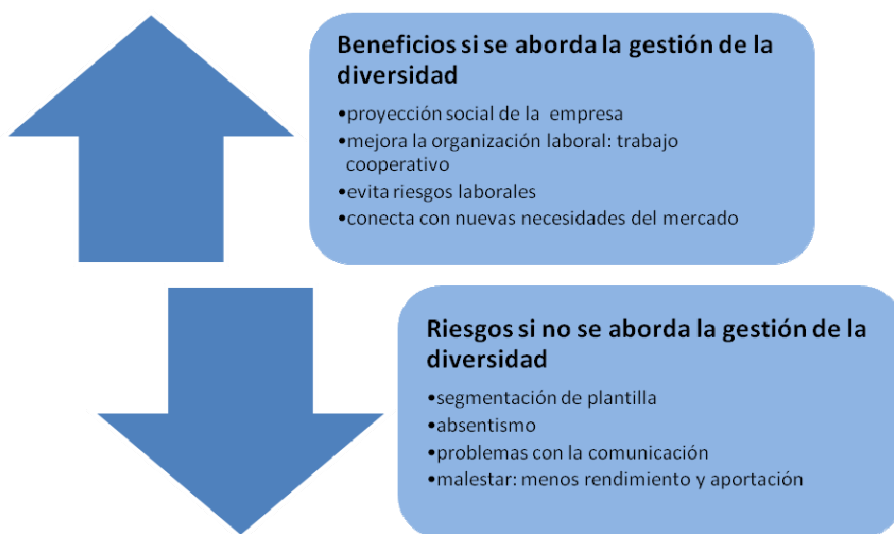 Beneficios si se aborda la gestión de la
diversidad
•proyección social de la empresa
•mejora la organización laboral: trabajo
cooperativo
•evita riesgos laborales
•conecta con nuevas necesidades del mercado
Riesgos si no se aborda la gestión de la
diversidad
•segmentación de plantilla
•absentismo
•problemas con la comunicación
•malestar: menos rendimiento y aportación